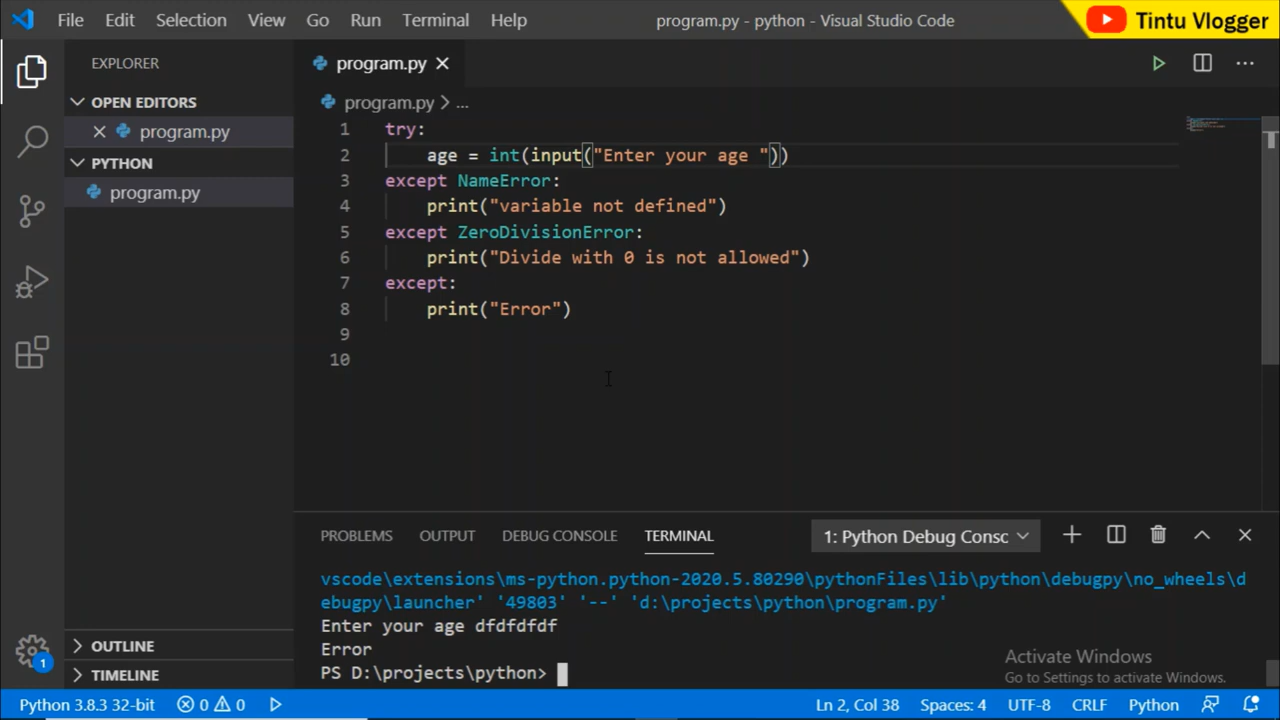 File Edit Selection View Go Run Terminal Help program.py - python - Visual Studio Code Tintu Vlogger
EXPLORER
OPEN EDITORS
program.py
PYTHON
program.py
OUTLINE
TIMELINE
program.py
program.py > ...
1 try:
2 age = int(input("Enter your age "))
3 except NameError:
4 print("variable not defined")
5 except ZeroDivisionError:
6 print("Divide with 0 is not allowed")
7 except:
8 print("Error")
9
10
PROBLEMS OUTPUT DEBUG CONSOLE TERMINAL 1: Python Debug Consc
vscode\extensions\ms-python.python-2020.5.80290\pythonFiles\lib\python\debugpy\no_wheels\d
ebugpy\launcher' '49803' '--' 'd:\projects\python\program.py'
Enter your age dfdfdfdf
Error
PS D:\projects\python>
Activate Windows
Go to Settings to activate Windows.
1
Python 3.8.3 32-bit 0 0 Ln 2, Col 38 Spaces: 4 UTF-8 CRLF Python